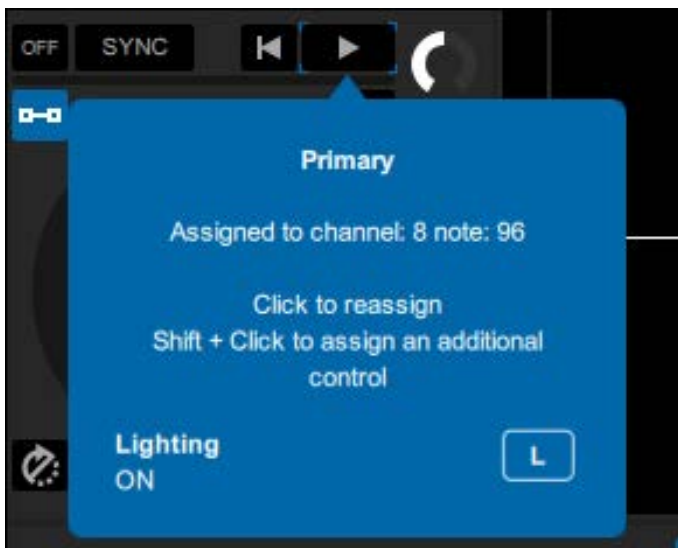 OFF SYNC
Primary
Assigned to channel: 8 note: 96
Click to reassign
Shift + Click to assign an additional
control
Lighting
L
ON